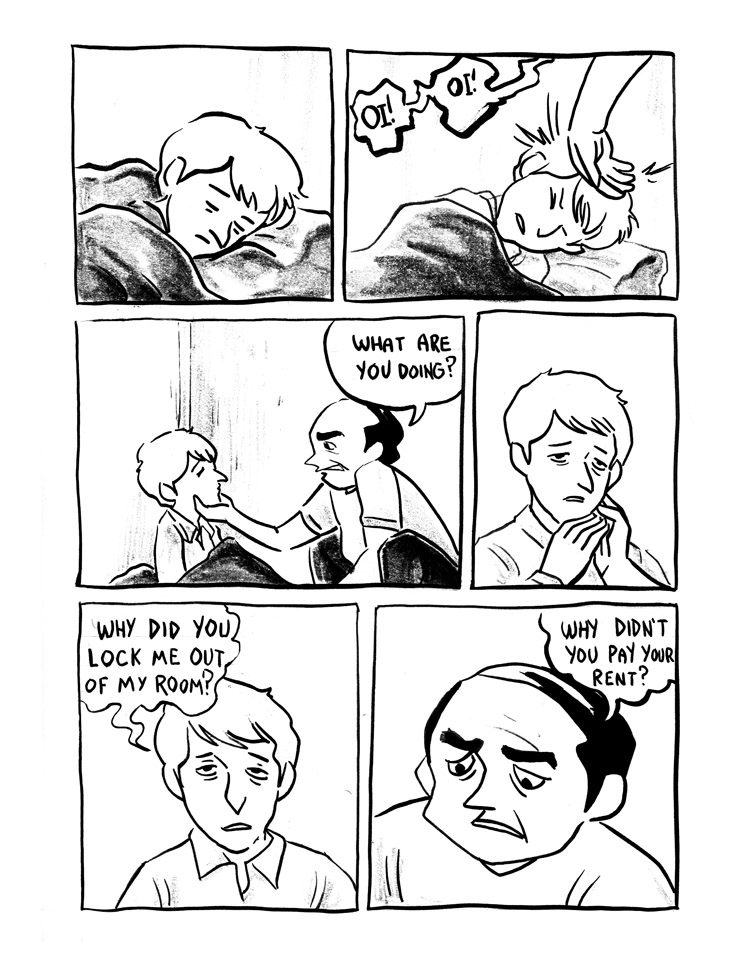 OI!
OI!
WHAT ARE
YOU DOING?
WHY DID YOU
LOCK ME OUT
OF MY ROOM?
WHY DIDN'T
YOU PAY YOUR
RENT?